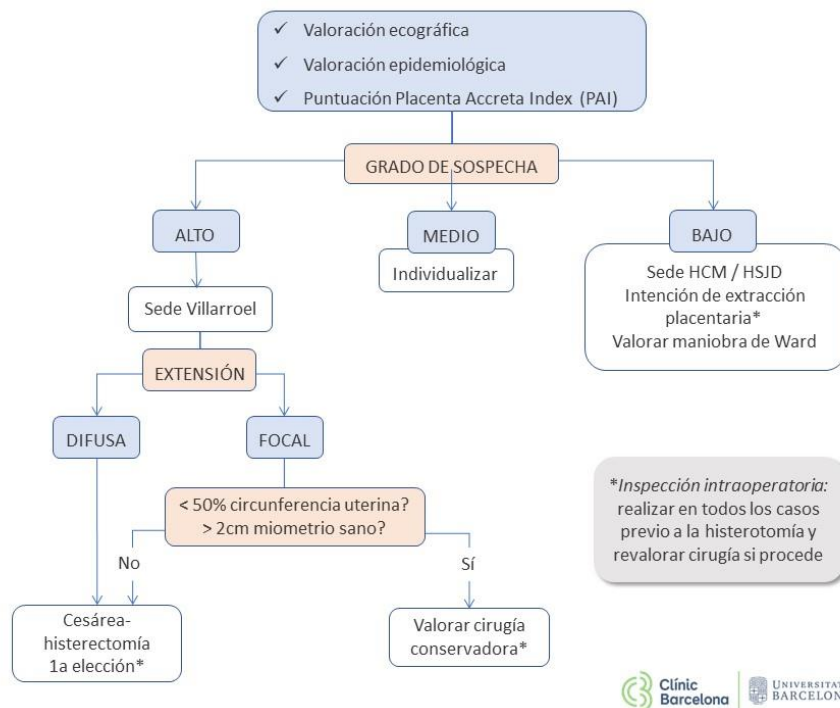 ✓ Valoración ecográfica
✓ Valoración epidemiológica
✓ Puntuación Placenta Accreta Index (PAI)
GRADO DE SOSPECHA
ALTO
MEDIO
BAJO
Individualizar
Sede HCM / HSJD
Intención de extracción
placentaria*
Valorar maniobra de Ward
Sede Villarroel
EXTENSIÓN
DIFUSA
FOCAL
< 50% circunferencia uterina?
> 2cm miometrio sano?
*Inspección intraoperatoria:
realizar en todos los casos
previo a la histerotomía y
revalorar cirugía si procede
No
Sí
Cesárea-
histerectomía
1a elección*
Valorar cirugía
conservadora*
Clínic
Barcelona
UNIVERSITAT
BARCELON